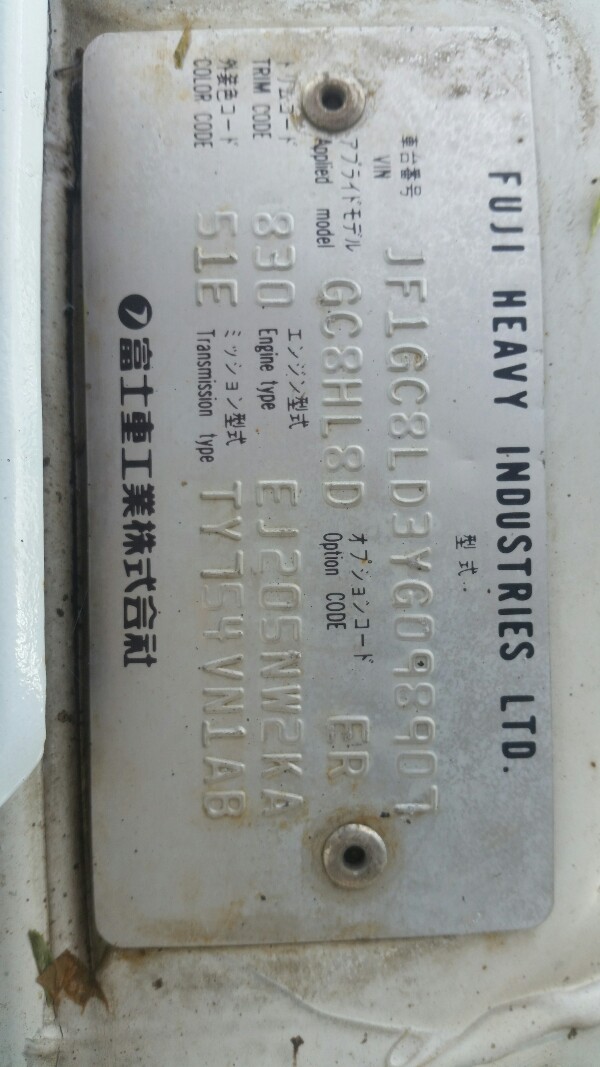 FUJI HEAVY INDUSTRIES LTD.
型式..
車台番号
VIN JF1GC8LD3YG098907
アプライドモデル オプションコード
Applied model GC8HL8D Option CODE ER
トリムコード エンジン型式
TRIM CODE 830 Engine type EJ205NW2KA
外装色コード ミッション型式
COLOR CODE 51E Transmission type TY754VN1AB
富士重工業株式会社